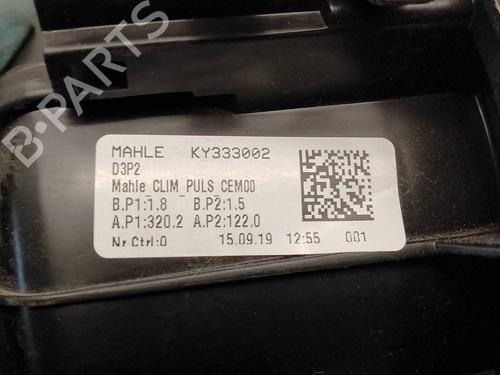 B-PARTS
MAHLE KY333002
D3P2
Mahle CLIM_PULS_CEM00
B.P1:1.8 B.P2:1.5
A.P1:320.2 A.P2:122.0
Nr Ctrl:0 15.09.19 12:55 001